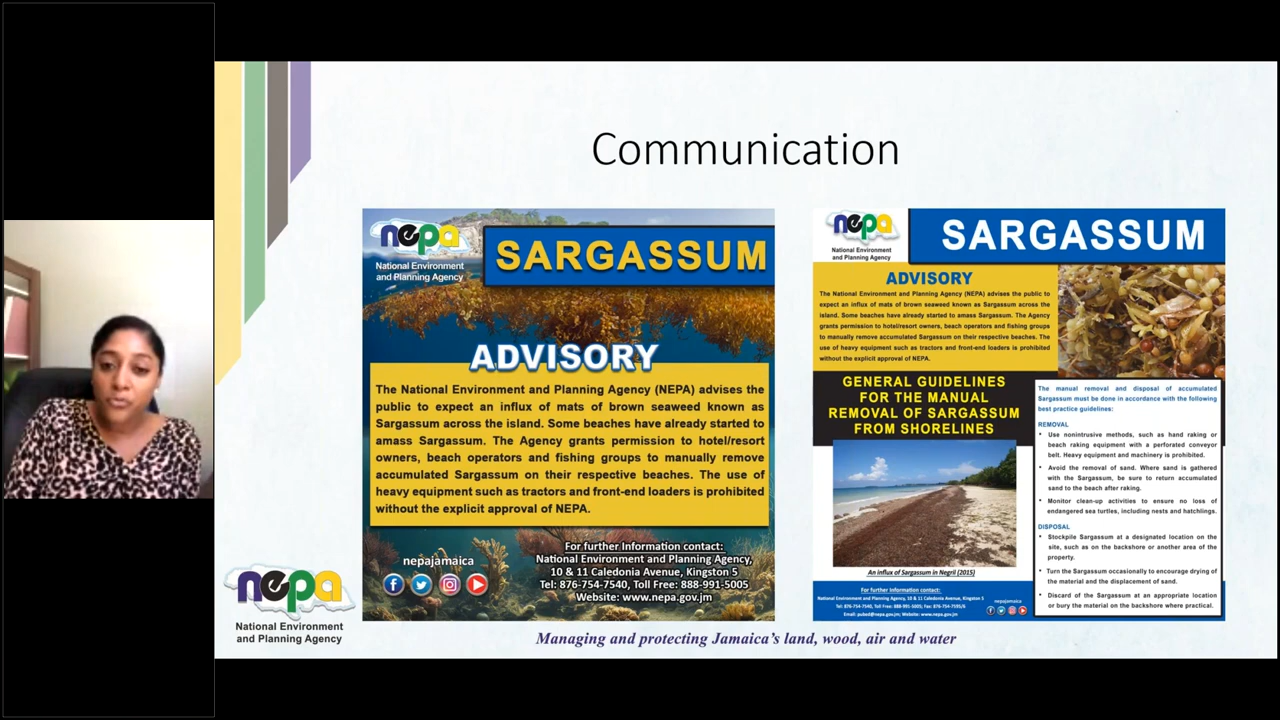 Communication
nepa
National Environment
and Planning Agency
SARGASSUM
ADVISORY
The National Environment and Planning Agency (NEPA) advises the
public to expect an influx of mats of brown seaweed known as
Sargassum across the island. Some beaches have already started to
amass Sargassum. The Agency grants permission to hotel/resort
owners, beach operators and fishing groups to manually remove
accumulated Sargassum on their respective beaches. The use of
heavy equipment such as tractors and front-end loaders is prohibited
without the explicit approval of NEPA.
nepajamaica
For further Information contact:
National Environment and Planning Agency,
10 & 11 Caledonia Avenue, Kingston 5
Tel: 876-754-7540, Toll Free: 888-991-5005
Website: www.nepa.gov.jm
nepa
National Environment
and Planning Agency
SARGASSUM
ADVISORY
The National Environment and Planning Agency (NEPA) advises the public to
expect an influx of mats of brown seaweed known as Sargassum across the
island. Some beaches have already started to amass Sargassum. The Agency
grants permission to hotel/resort owners, beach operators and fishing groups
to manually remove accumulated Sargassum on their respective beaches. The
use of heavy equipment such as tractors and front-end loaders is prohibited
without the explicit approval of NEPA.
GENERAL GUIDELINES
FOR THE MANUAL
REMOVAL OF SARGASSUM
FROM SHORELINES
An influx of Sargassum in Negril (2015)
For further Information contact:
National Environment and Planning Agency, 10 & 11 Caledonia Avenue, Kingston 5
Tel: 876-754-7540, Toll Free: 888-991-5005; Fax: 876-754-7595/6
Email: pubed@nepa.gov.jm; Website: www.nepa.gov.jm
nepajamaica
The manual removal and disposal of accumulated
Sargassum must be done in accordance with the following
best practice guidelines:
REMOVAL
• Use nonintrusive methods, such as hand raking or
beach raking equipment with a perforated conveyor
belt. Heavy equipment and machinery is prohibited.
• Avoid the removal of sand. Where sand is gathered
with the Sargassum, be sure to return accumulated
sand to the beach after raking.
• Monitor clean-up activities to ensure no loss of
endangered sea turtles, including nests and hatchlings.
DISPOSAL
• Stockpile Sargassum at a designated location on the
site, such as on the backshore or another area of the
property.
• Turn the Sargassum occasionally to encourage drying of
the material and the displacement of sand.
• Discard of the Sargassum at an appropriate location
or bury the material on the backshore where practical.
nepa
National Environment
and Planning Agency
Managing and protecting Jamaica's land, wood, air and water